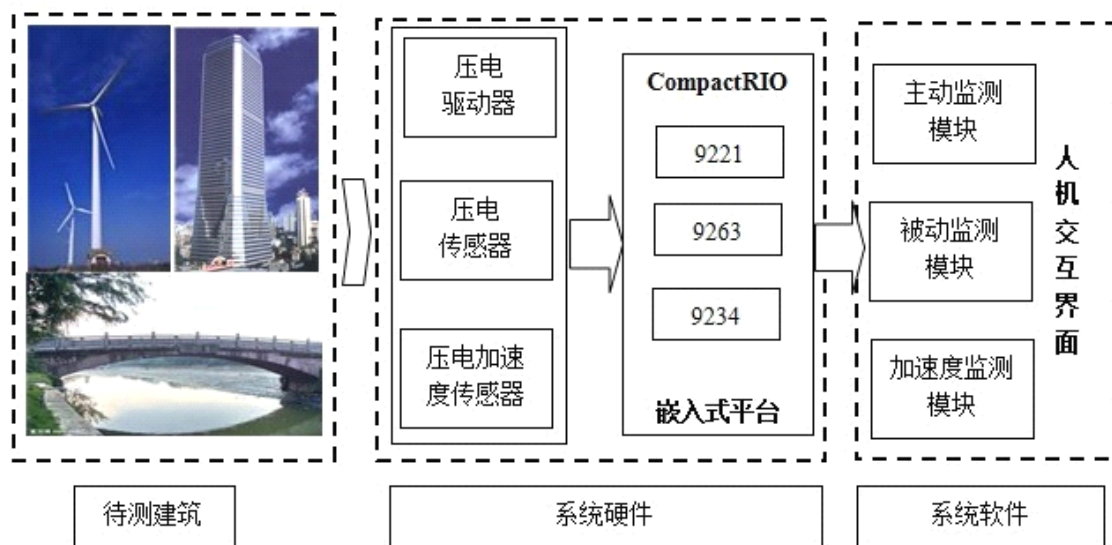 压电
驱动器
压电
传感器
压电加速
度传感器
CompactRIO
9221
9263
9234
嵌入式平台
主动监测
模块
被动监测
模块
加速度监测
模块
人机交互界面
待测建筑
系统硬件
系统软件